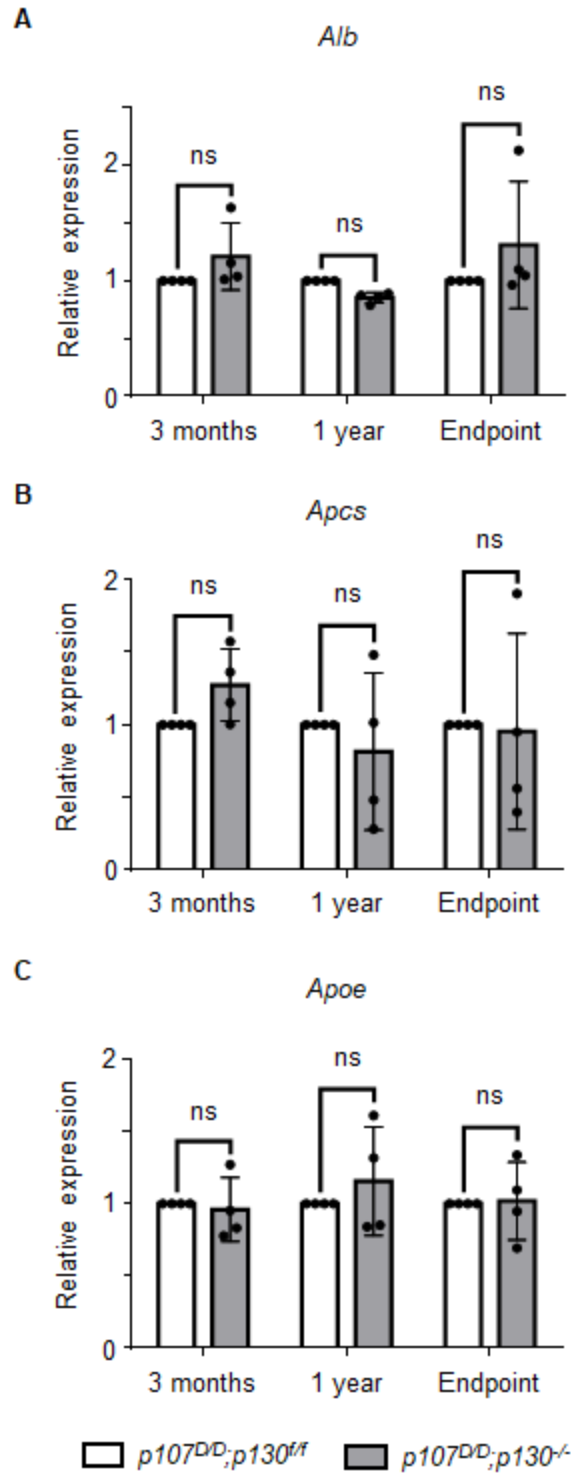 A
Alb
ns
ns
ns
Relative expression
2
1
0
3 months 1 year Endpoint
B
Apcs
ns
ns
ns
Relative expression
2
1
0
3 months 1 year Endpoint
C
Apoe
ns
ns
ns
Relative expression
2
1
0
3 months 1 year Endpoint
p107D/D;p130f/f p107D/D;p130-/-